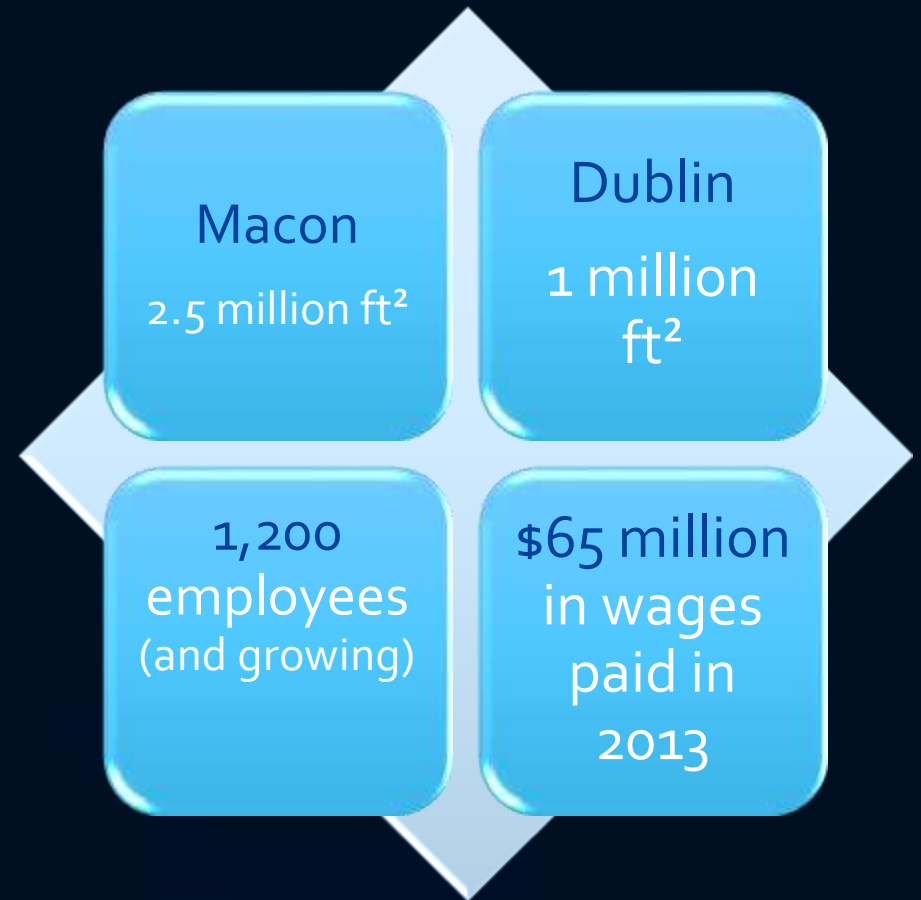 Macon
2.5 million ft²
Dublin
1 million
ft²
1,200
employees
(and growing)
$65 million
in wages
paid in
2013